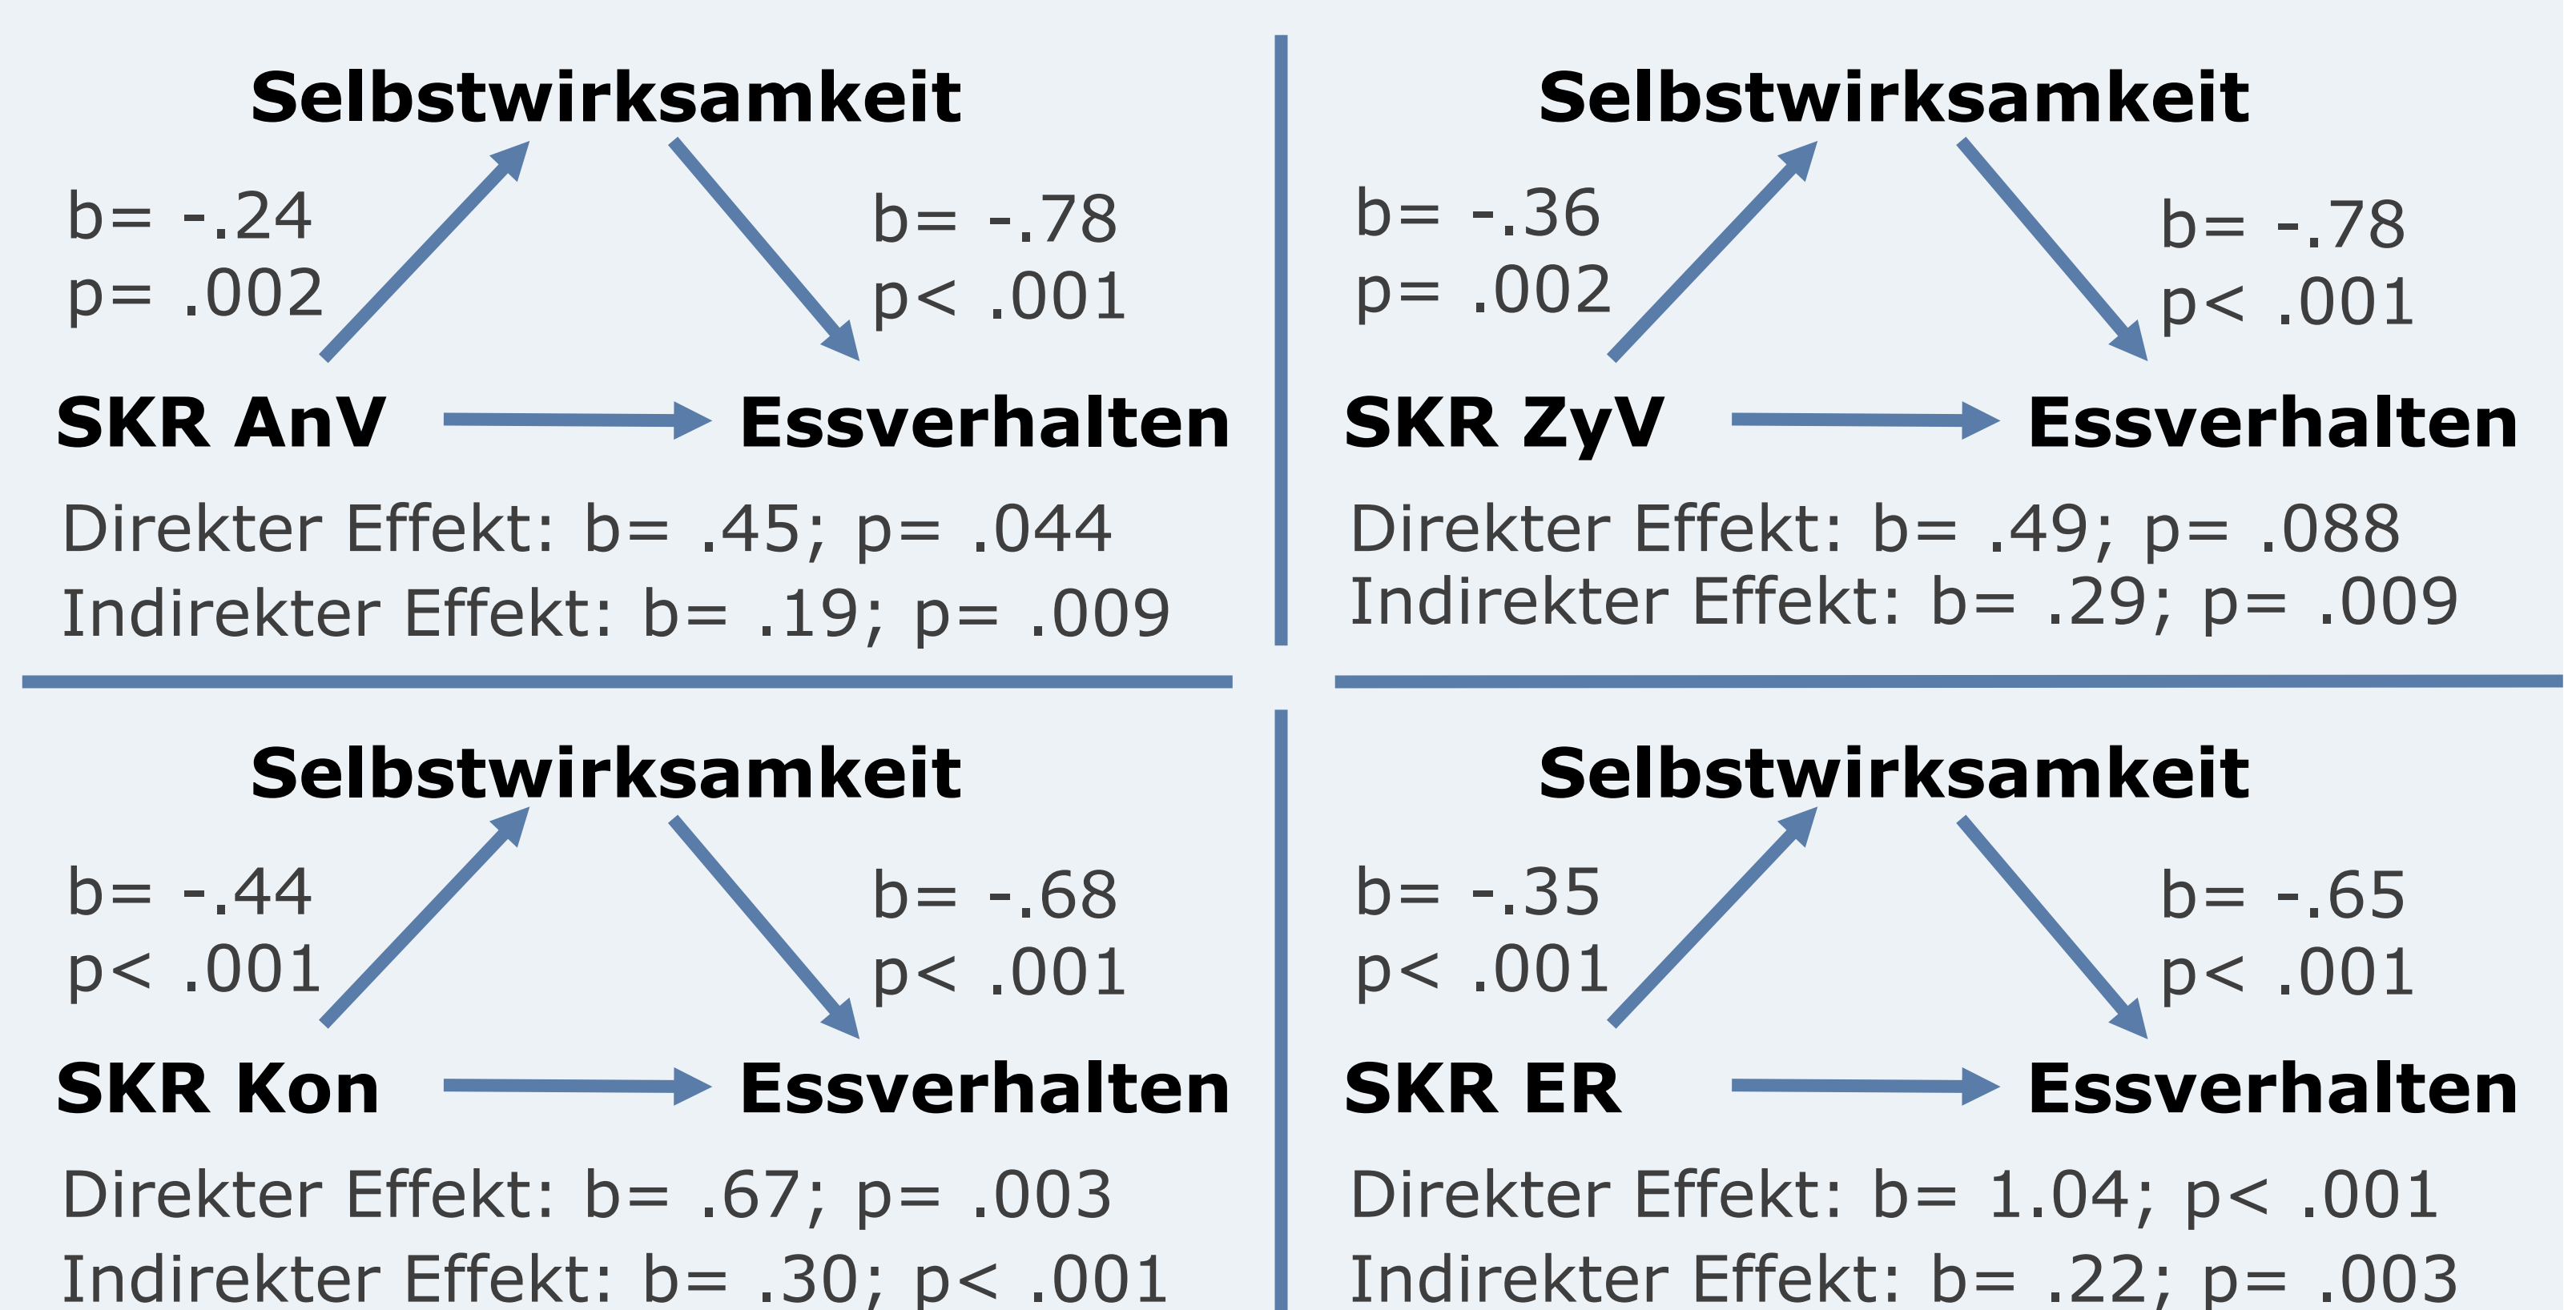 Selbstwirksamkeit
b= -.24
p= .002
b= -.78
p< .001
SKR AnV
Essverhalten
Direkter Effekt: b= .45; p= .044
Indirekter Effekt: b= .19; p= .009
Selbstwirksamkeit
b= -.36
p= .002
b= -.78
p< .001
SKR ZyV
Essverhalten
Direkter Effekt: b= .49; p= .088
Indirekter Effekt: b= .29; p= .009
Selbstwirksamkeit
b= -.44
p< .001
b= -.68
p< .001
SKR Kon
Essverhalten
Direkter Effekt: b= .67; p= .003
Indirekter Effekt: b= .30; p< .001
Selbstwirksamkeit
b= -.35
p< .001
b= -.65
p< .001
SKR ER
Essverhalten
Direkter Effekt: b= 1.04; p< .001
Indirekter Effekt: b= .22; p= .003